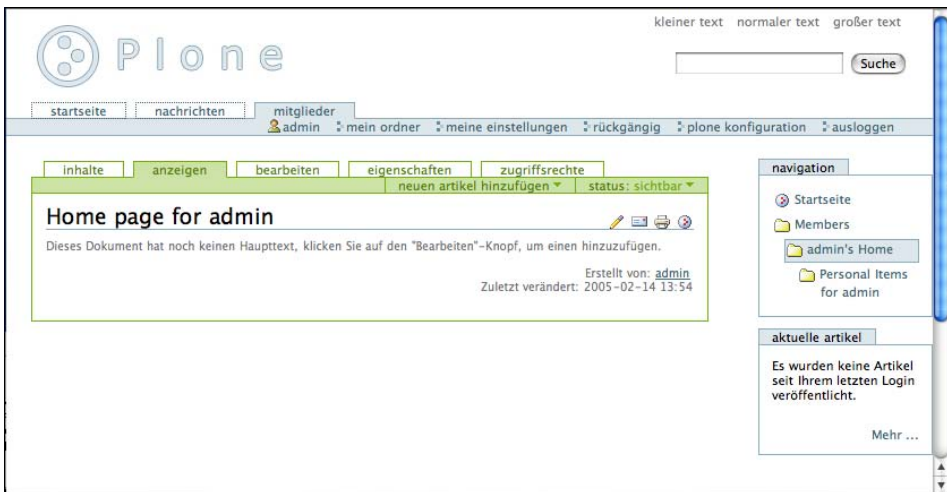 kleiner text normaler text großer text
Plone
Suche
startseite nachrichten mitglieder
admin mein ordner meine einstellungen rückgängig plone konfiguration ausloggen
inhalte anzeigen bearbeiten eigenschaften zugriffsrechte
neuen artikel hinzufügen status: sichtbar
Home page for admin
Dieses Dokument hat noch keinen Haupttext, klicken Sie auf den "Bearbeiten"-Knopf, um einen hinzuzufügen.
Erstellt von: admin
Zuletzt verändert: 2005-02-14 13:54
navigation
Startseite
Members
admin's Home
Personal Items
for admin
aktuelle artikel
Es wurden keine Artikel
seit Ihrem letzten Login
veröffentlicht.
Mehr ...